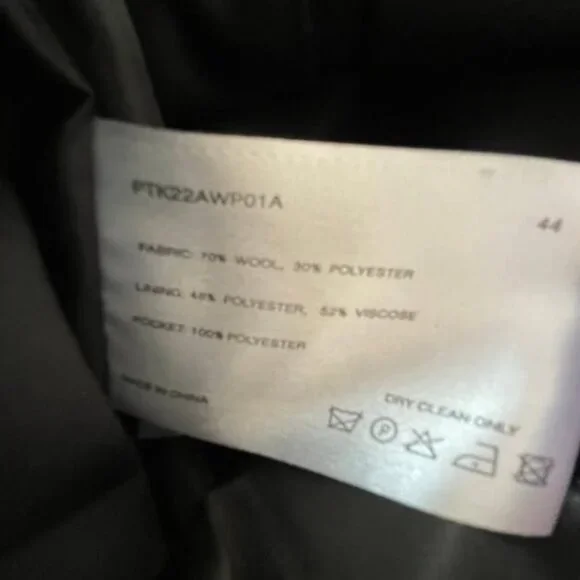 PTK22AWP01A
44
FABRIC: 70% WOOL, 30% POLYESTER
LINING: 48% POLYESTER, 52% VISCOSE
POCKET: 100% POLYESTER
MADE IN CHINA
DRY CLEAN ONLY
P